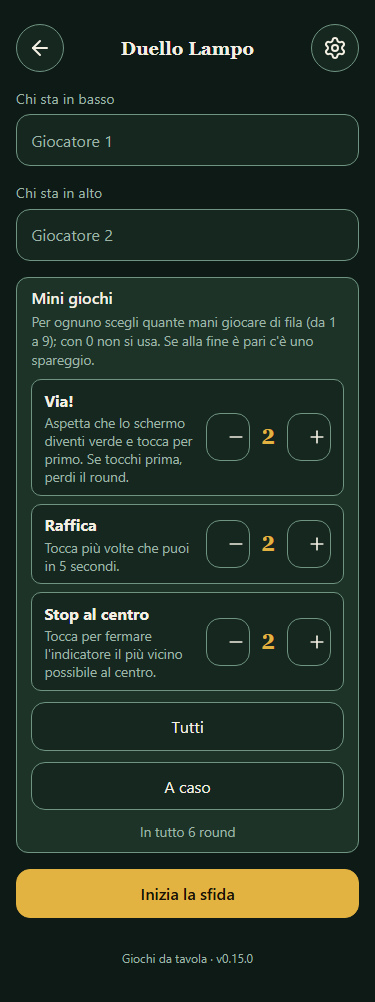 Duello Lampo
Chi sta in basso
Giocatore 1
Chi sta in alto
Giocatore 2
Mini giochi
Per ognuno scegli quante mani giocare di fila (da 1
a 9); con 0 non si usa. Se alla fine è pari c'è uno
spareggio.
Via!
Aspetta che lo schermo
diventi verde e tocca per
primo. Se tocchi prima,
perdi il round.
− 2 +
Raffica
Tocca più volte che puoi
in 5 secondi.
− 2 +
Stop al centro
Tocca per fermare
l'indicatore il più vicino
possibile al centro.
− 2 +
Tutti
A caso
In tutto 6 round
Inizia la sfida
Giochi da tavola · v0.15.0